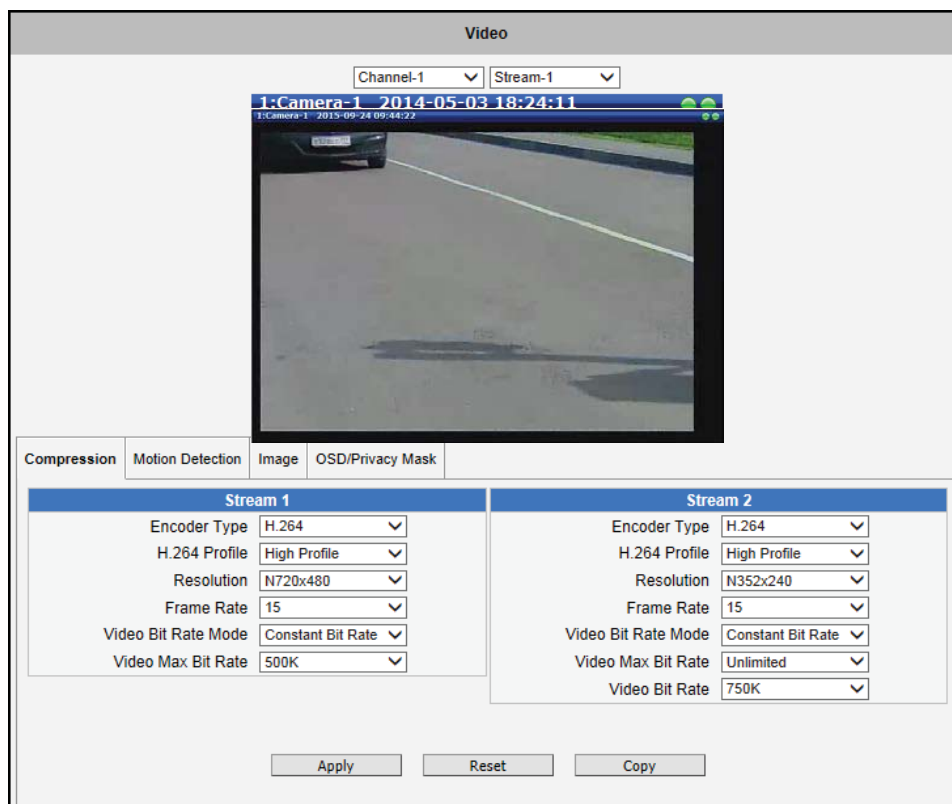 Video
Channel-1 Stream-1
1:Camera-1 2014-05-03 18:24:11
1:Camera-1 2015-09-24 09:44:22
Compression Motion Detection Image OSD/Privacy Mask
Stream 1
Encoder Type H.264
H.264 Profile High Profile
Resolution N720x480
Frame Rate 15
Video Bit Rate Mode Constant Bit Rate
Video Max Bit Rate 500K
Stream 2
Encoder Type H.264
H.264 Profile High Profile
Resolution N352x240
Frame Rate 15
Video Bit Rate Mode Constant Bit Rate
Video Max Bit Rate Unlimited
Video Bit Rate 750K
Apply Reset Copy